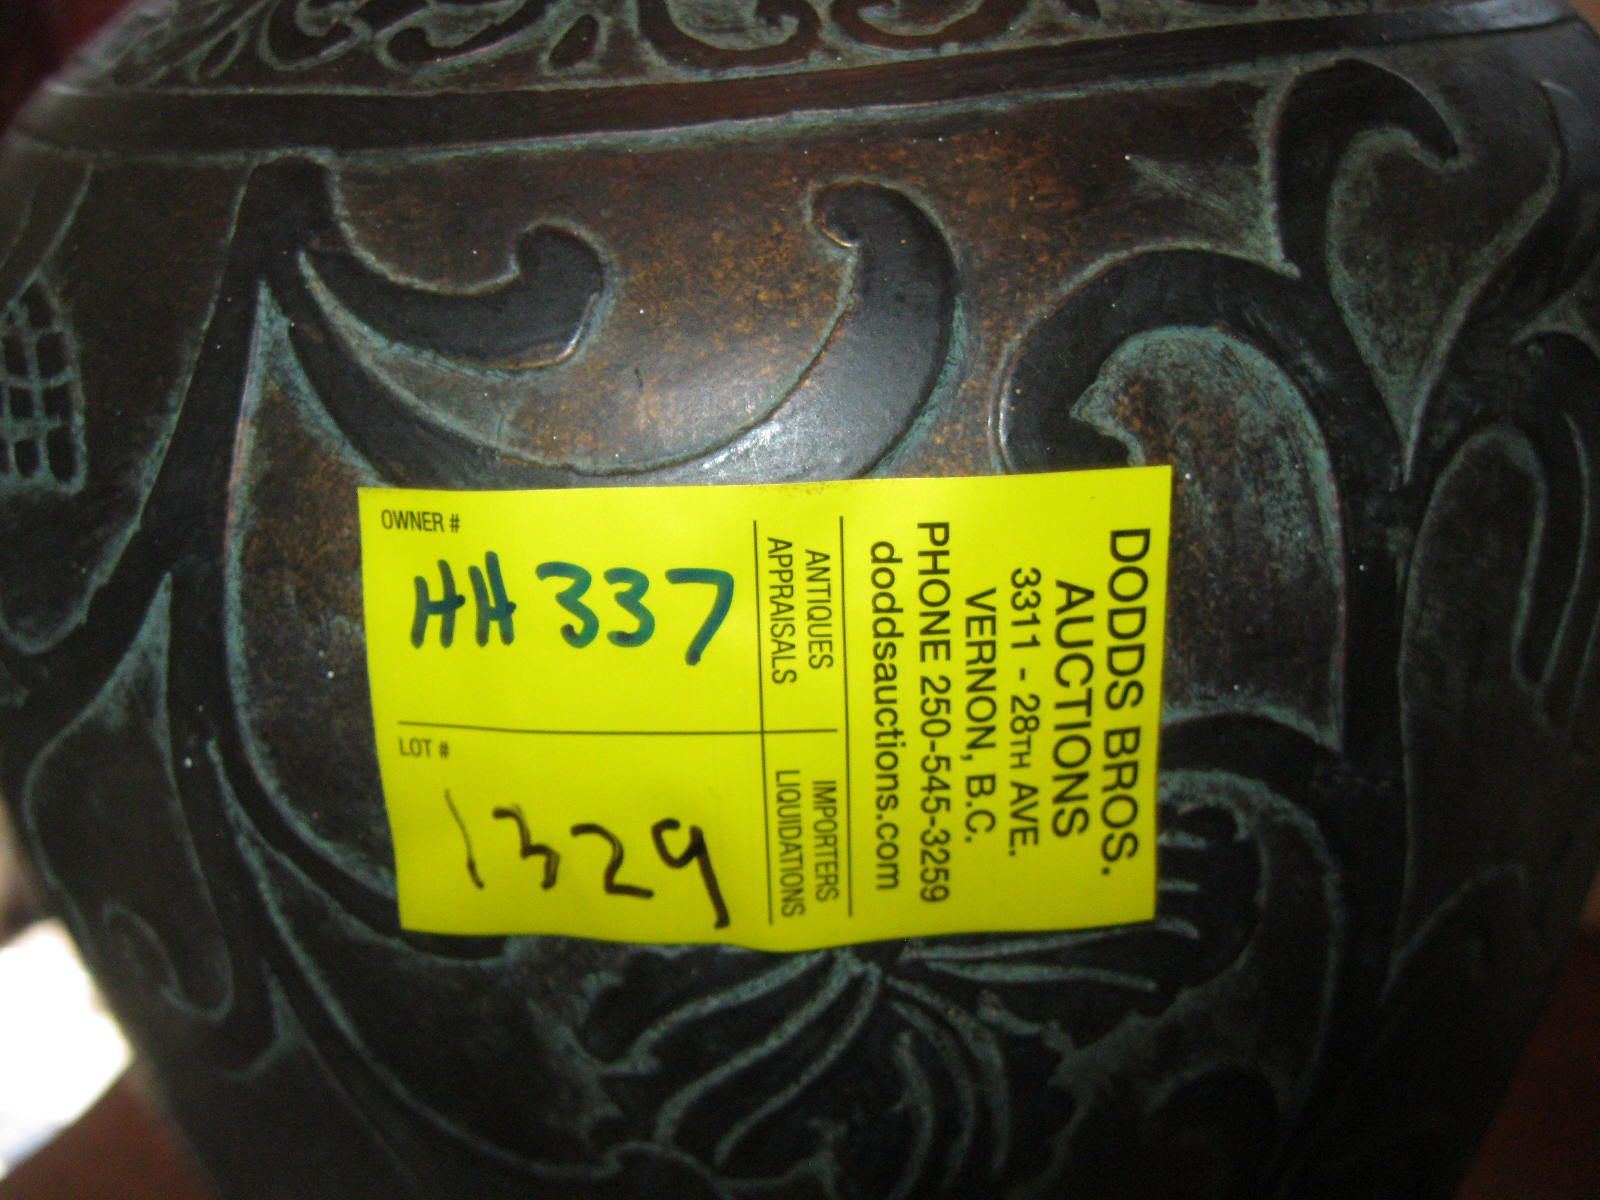 OWNER #
HH 337
LOT #
1329
ANTIQUES
APPRAISALS
IMPORTERS
LIQUIDATIONS
DODDS BROS.
AUCTIONS
3311 - 28TH AVE.
VERNON, B.C.
PHONE 250-545-3259
doddsauctions.com